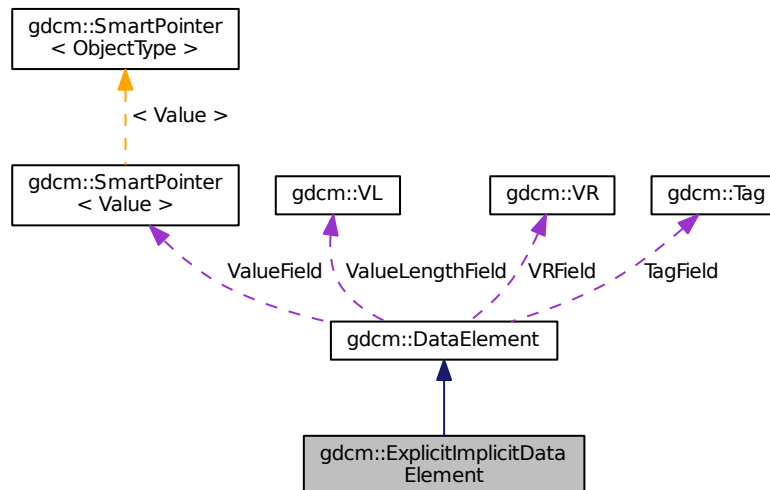 gdcm::SmartPointer
< ObjectType >
< Value >
gdcm::SmartPointer
< Value >
gdcm::VL
gdcm::VR
gdcm::Tag
ValueField
ValueLengthField
VRField
TagField
gdcm::DataElement
gdcm::ExplicitImplicitData
Element